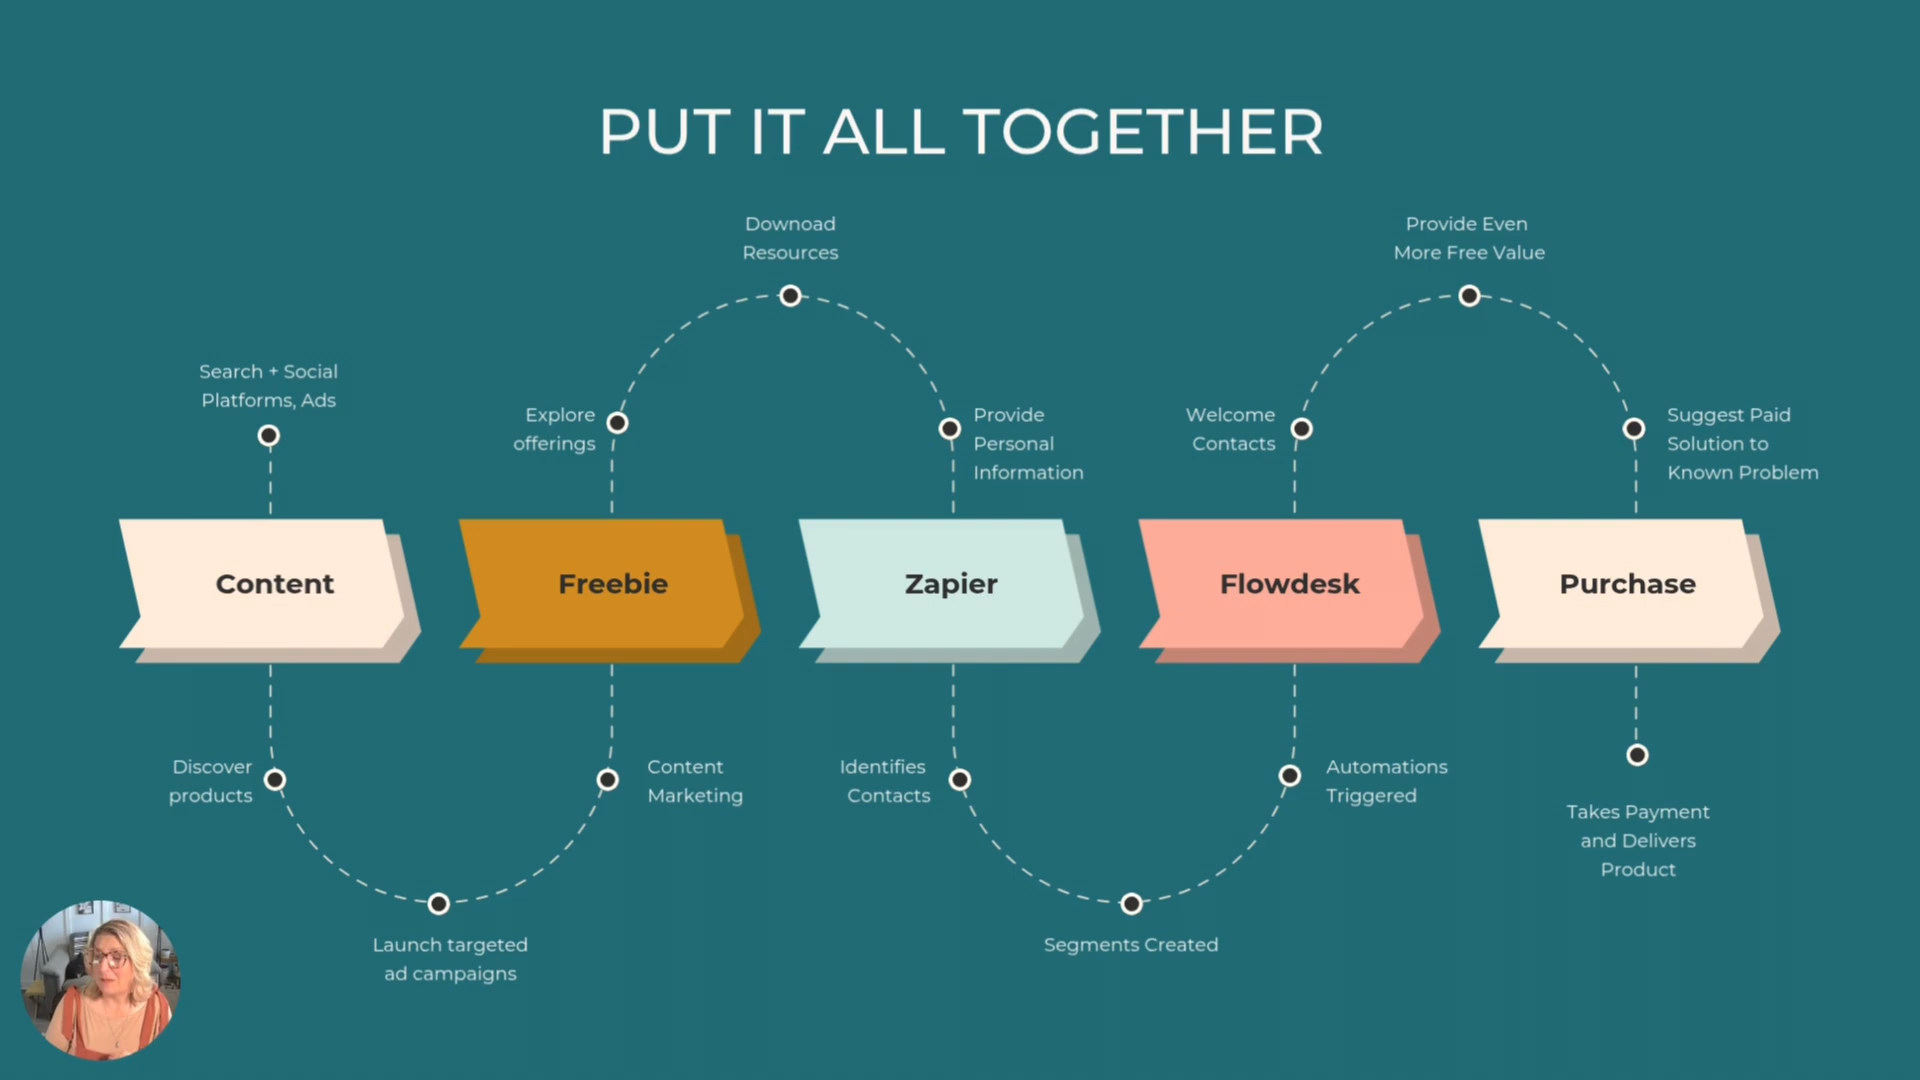 PUT IT ALL TOGETHER
Downoad
Resources
Provide Even
More Free Value
Search + Social
Platforms, Ads
Explore
offerings
Provide
Personal
Information
Welcome
Contacts
Suggest Paid
Solution to
Known Problem
Content
Freebie
Zapier
Flowdesk
Purchase
Discover
products
Content
Marketing
Identifies
Contacts
Automations
Triggered
Takes Payment
and Delivers
Product
Launch targeted
ad campaigns
Segments Created